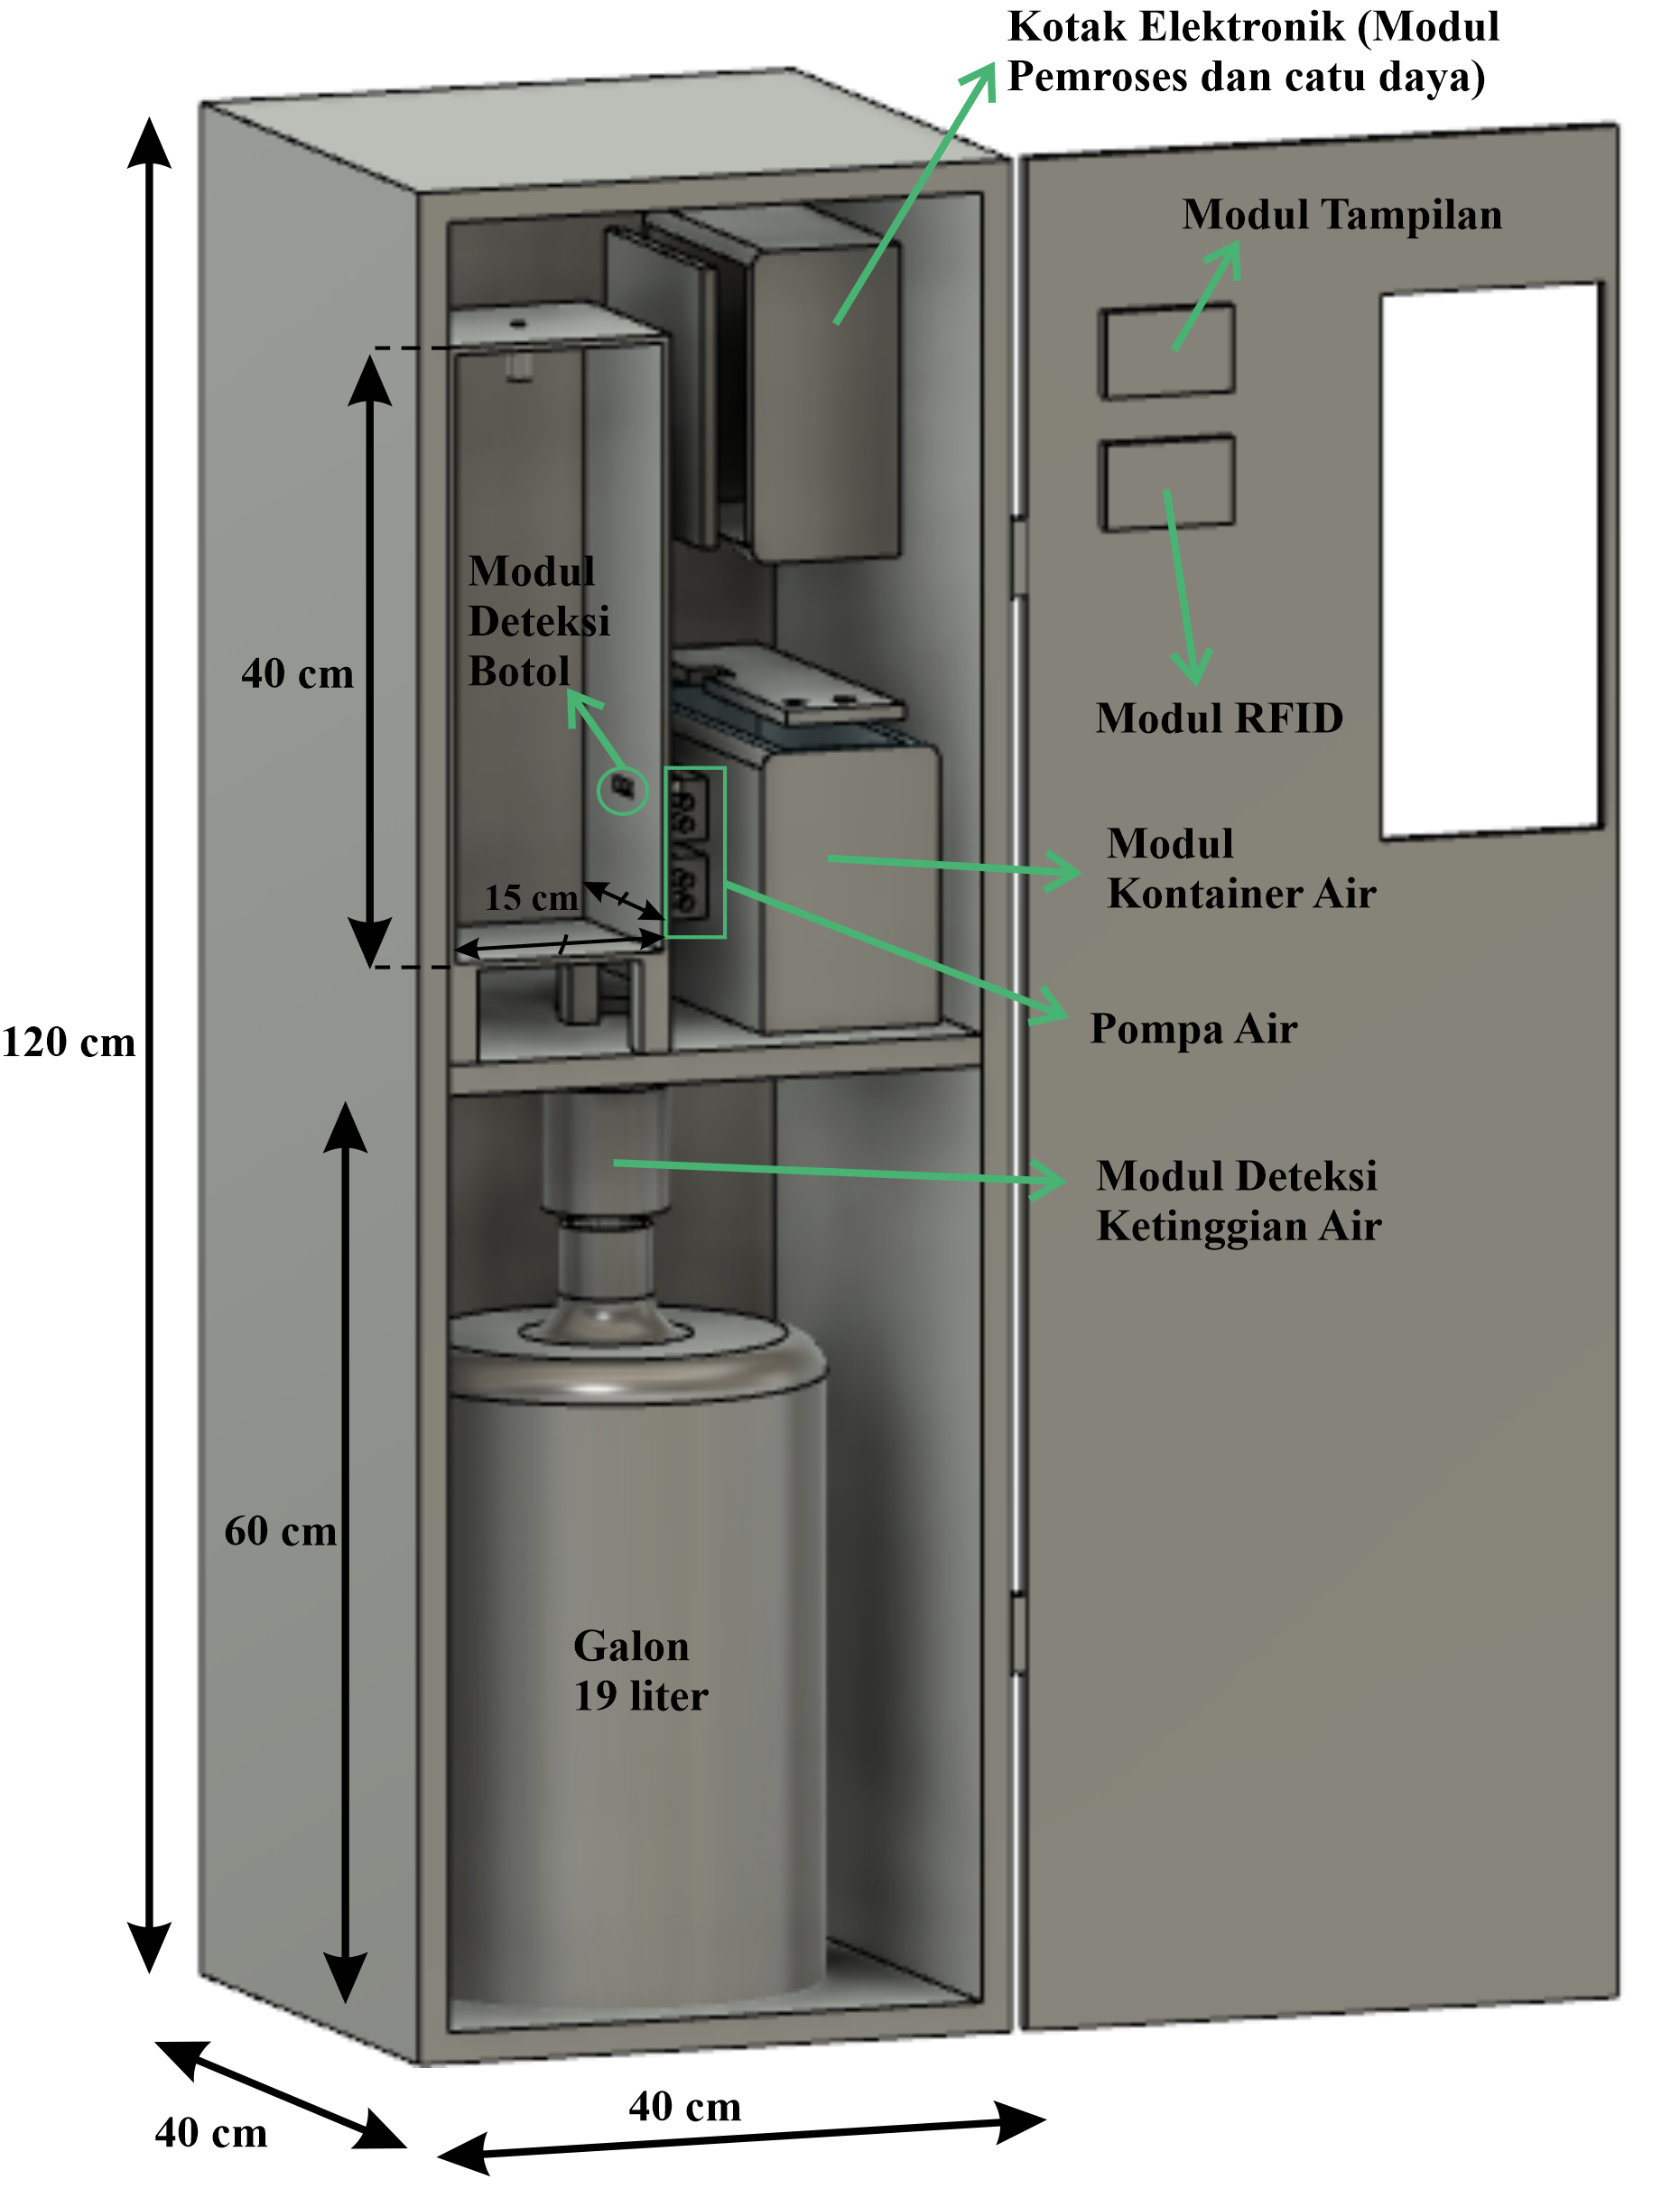 Kotak Elektronik (Modul
Pemroses dan catu daya)
Modul Tampilan
Modul
Deteksi
Botol
40 cm
Modul RFID
Modul
Kontainer Air
15 cm
Pompa Air
120 cm
Modul Deteksi
Ketinggian Air
60 cm
Galon
19 liter
40 cm
40 cm